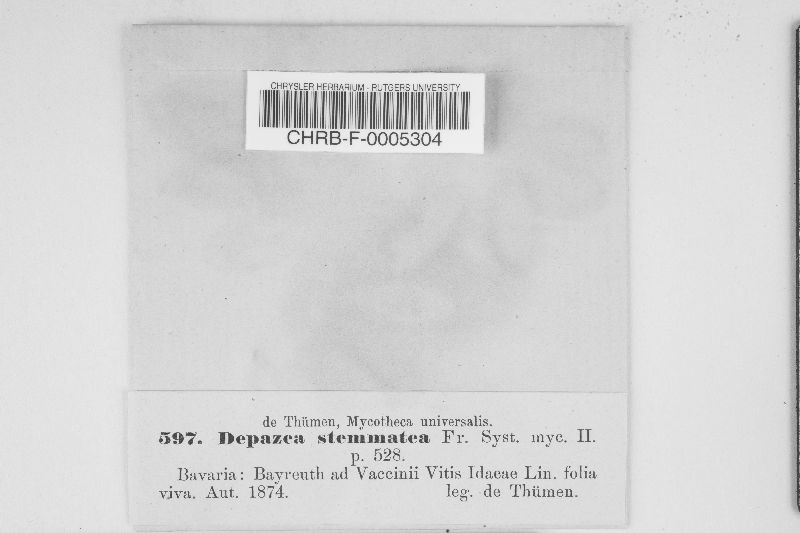 CHRYSLER HERBARIUM - RUTGERS UNIVERSITY
CHRB-F-0005304
de Thümen, Mycotheca universalis.
597. Depazea stemmatea Fr. Syst. myc. II.
p. 528.
Bavaria: Bayreuth ad Vaccinii Vitis Idaeae Lin. folia
viva. Aut. 1874. leg. de Thümen.